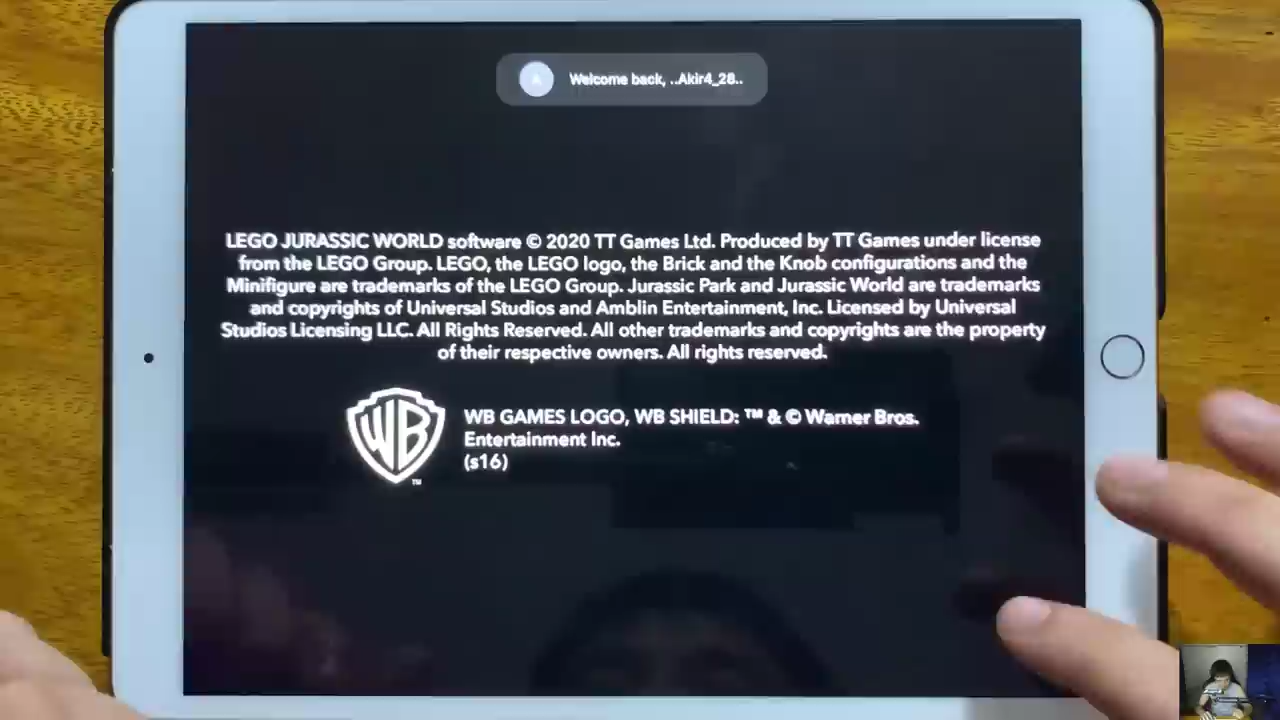 A
Welcome back, ..Akir4_28..
LEGO JURASSIC WORLD software © 2020 TT Games Ltd. Produced by TT Games under license
from the LEGO Group. LEGO, the LEGO logo, the Brick and the Knob configurations and the
Minifigure are trademarks of the LEGO Group. Jurassic Park and Jurassic World are trademarks
and copyrights of Universal Studios and Amblin Entertainment, Inc. Licensed by Universal
Studios Licensing LLC. All Rights Reserved. All other trademarks and copyrights are the property
of their respective owners. All rights reserved.
WB
TM
WB GAMES LOGO, WB SHIELD: ™ & © Warner Bros.
Entertainment Inc.
(s16)